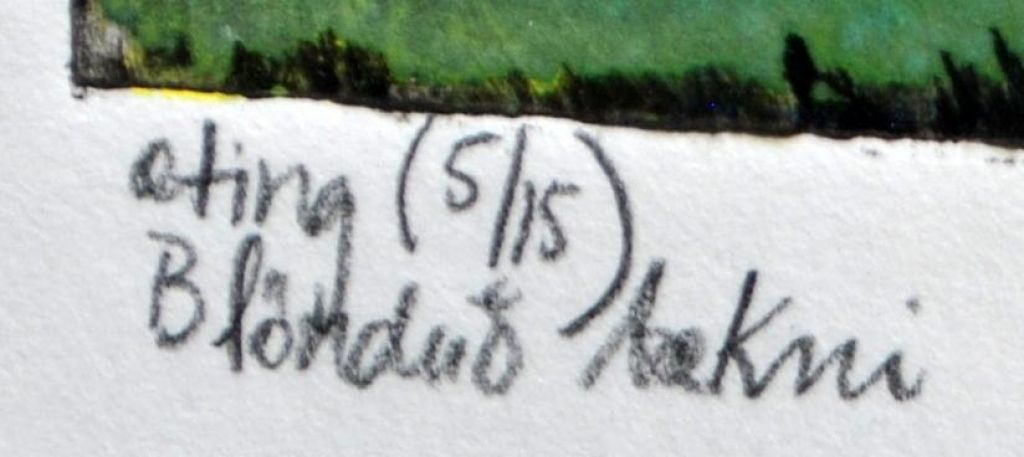 æting (5/15)
Blönduð tækni